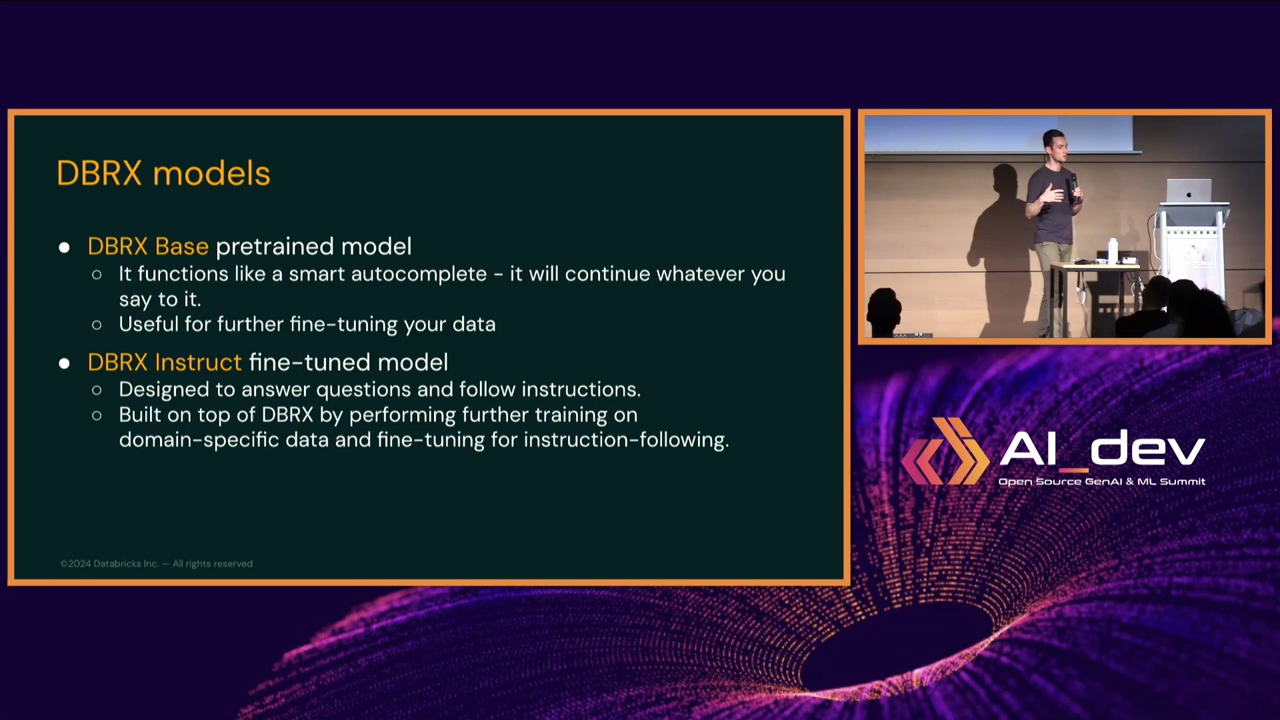 DBRX models
● DBRX Base pretrained model
○ It functions like a smart autocomplete - it will continue whatever you
say to it.
○ Useful for further fine-tuning your data
● DBRX Instruct fine-tuned model
○ Designed to answer questions and follow instructions.
○ Built on top of DBRX by performing further training on
domain-specific data and fine-tuning for instruction-following.
©2024 Databricks Inc. — All rights reserved
AI_dev
Open Source GenAI & ML Summit